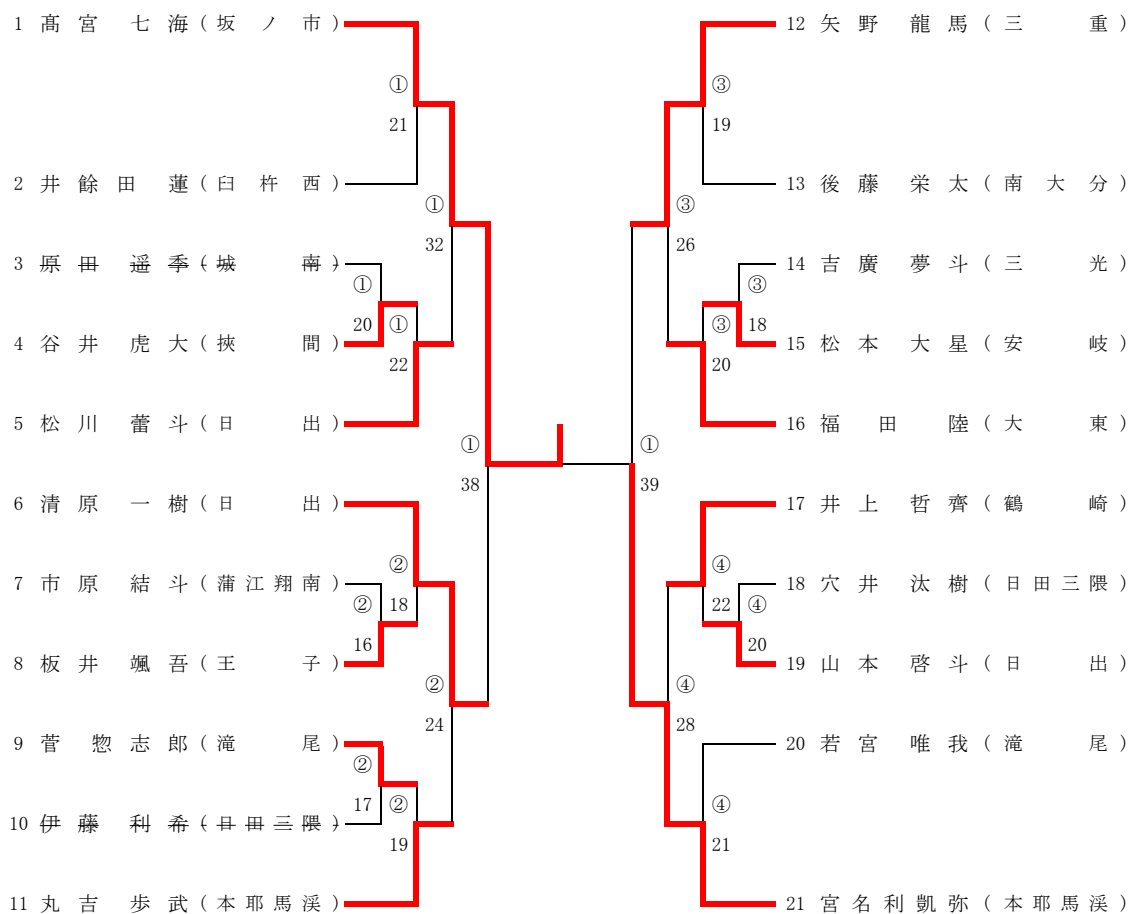 1 髙宮 七海(坂ノ市)
①
21
2 井餘田 蓮(臼杵西)
①
32
3 原田 遥季(城 南)
①
20
①
4 谷井 虎大(挾 間)
22
5 松川 蕾斗(日 出)
①
38
6 清原 一樹(日 出)
②
7 市原 結斗(蒲江翔南)
②
18
16
8 板井 颯吾(王 子)
②
24
9 菅 惣志郎(滝 尾)
②
17
②
10 伊藤 利希(日田三隈)
19
11 丸吉 歩武(本耶馬渓)
12 矢野 龍馬(三 重)
③
19
13 後藤 栄太(南大分)
③
26
14 吉廣 夢斗(三 光)
③
③
18
15 松本 大星(安 岐)
20
16 福田 陸(大 東)
①
39
17 井上 哲齊(鶴 崎)
④
18 穴井 汰樹(日田三隈)
22
④
20
19 山本 啓斗(日 出)
④
28
20 若宮 唯我(滝 尾)
④
21
21 宮名利凱弥(本耶馬渓)